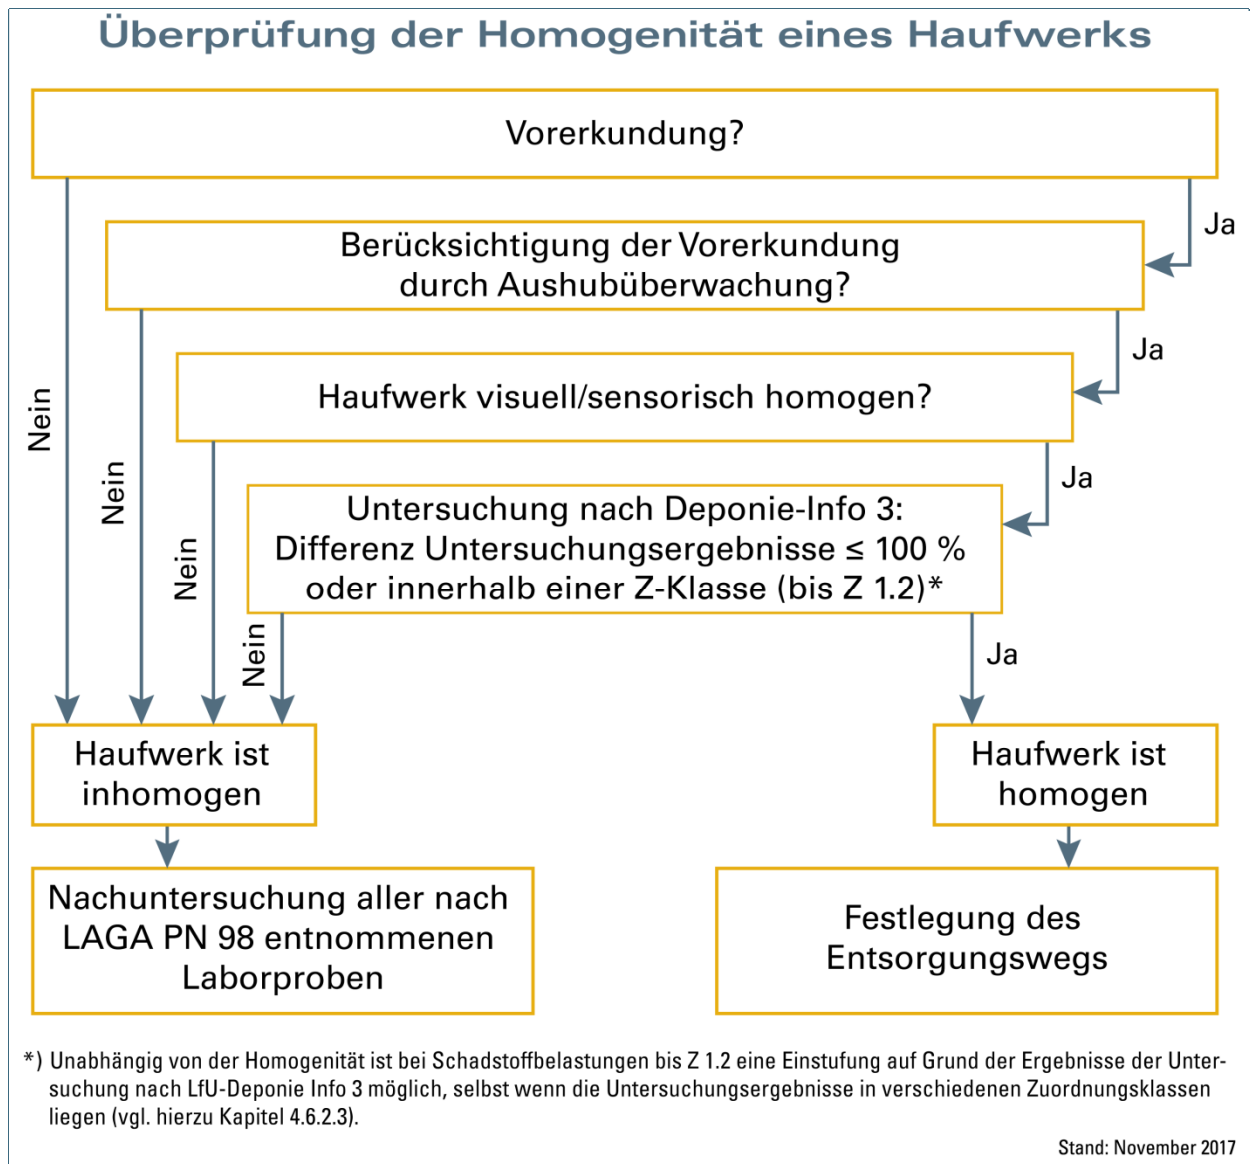 Überprüfung der Homogenität eines Haufwerks
Vorerkundung?
Ja
Berücksichtigung der Vorerkundung
durch Aushubüberwachung?
Ja
Haufwerk visuell/sensorisch homogen?
Ja
Nein
Nein
Nein
Untersuchung nach Deponie-Info 3:
Differenz Untersuchungsergebnisse ≤ 100 %
oder innerhalb einer Z-Klasse (bis Z 1.2)*
Nein
Ja
Haufwerk ist
inhomogen
Haufwerk ist
homogen
Nachuntersuchung aller nach
LAGA PN 98 entnommenen
Laborproben
Festlegung des
Entsorgungswegs
*) Unabhängig von der Homogenität ist bei Schadstoffbelastungen bis Z 1.2 eine Einstufung auf Grund der Ergebnisse der Unter-
suchung nach LfU-Deponie Info 3 möglich, selbst wenn die Untersuchungsergebnisse in verschiedenen Zuordnungsklassen
liegen (vgl. hierzu Kapitel 4.6.2.3).
Stand: November 2017